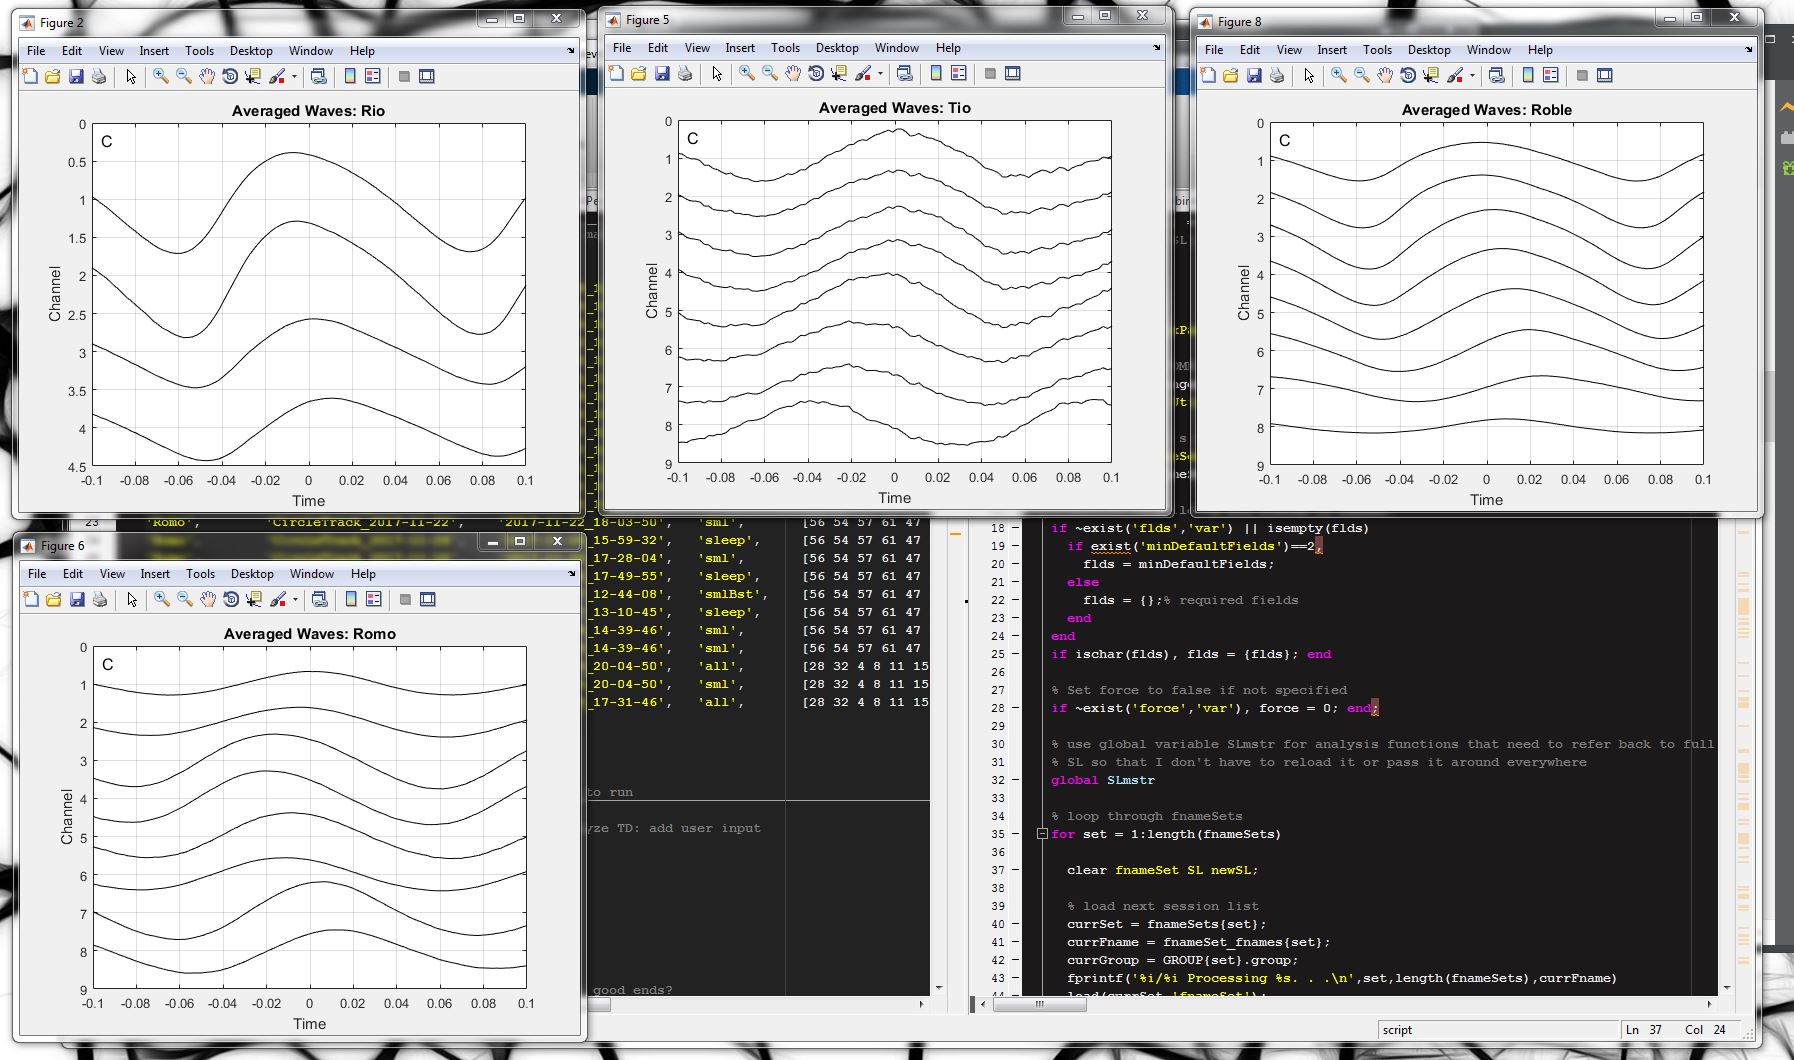 Figure 2
File Edit View Insert Tools Desktop Window Help
Averaged Waves: Rio
C
0
0.5
1
1.5
2
2.5
3
3.5
4
4.5
Channel
-0.1 -0.08 -0.06 -0.04 -0.02 0 0.02 0.04 0.06 0.08 0.1
Time
Figure 5
File Edit View Insert Tools Desktop Window Help
Averaged Waves: Tio
C
0
1
2
3
4
5
6
7
8
9
Channel
-0.1 -0.08 -0.06 -0.04 -0.02 0 0.02 0.04 0.06 0.08 0.1
Time
Figure 8
File Edit View Insert Tools Desktop Window Help
Averaged Waves: Roble
C
0
1
2
3
4
5
6
7
8
9
Channel
-0.1 -0.08 -0.06 -0.04 -0.02 0 0.02 0.04 0.06 0.08 0.1
Time
Figure 6
File Edit View Insert Tools Desktop Window Help
Averaged Waves: Romo
C
0
1
2
3
4
5
6
7
8
9
Channel
-0.1 -0.08 -0.06 -0.04 -0.02 0 0.02 0.04 0.06 0.08 0.1
Time
23 'Romo', 'CircleTrack_2017-11-22', '2017-11-22_18-03-50', 'sml', [56 54 57 61 47
_15-59-32', 'sleep', [56 54 57 61 47
_17-28-04', 'sml', [56 54 57 61 47
_17-49-55', 'sleep', [56 54 57 61 47
_12-44-08', 'smlBst', [56 54 57 61 47
_13-10-45', 'sleep', [56 54 57 61 47
_14-39-46', 'sml', [56 54 57 61 47
_14-39-46', 'sml', [56 54 57 61 47
_20-04-50', 'all', [28 32 4 8 11 15
_20-04-50', 'sml', [28 32 4 8 11 15
_17-31-46', 'all', [28 32 4 8 11 15
to run
yze TD: add user input
good ends?
18 if ~exist('flds','var') || isempty(flds)
19 if exist('minDefaultFields')==2,
20 flds = minDefaultFields;
21 else
22 flds = {};% required fields
23 end
24 end
25 if ischar(flds), flds = {flds}; end
26
27 % Set force to false if not specified
28 if ~exist('force','var'), force = 0; end;
29
30 % use global variable SLmstr for analysis functions that need to refer back to full
31 % SL so that I don't have to reload it or pass it around everywhere
32 global SLmstr
33
34 % loop through fnameSets
35 for set = 1:length(fnameSets)
36
37 clear fnameSet SL newSL;
38
39 % load next session list
40 currSet = fnameSets{set};
41 currFname = fnameSet_fnames{set};
42 currGroup = GROUP{set}.group;
43 fprintf('%i/%i Processing %s. . .\n',set,length(fnameSets),currFname)
44 load(currSet,'fnameSet');
script
Ln 37 Col 24